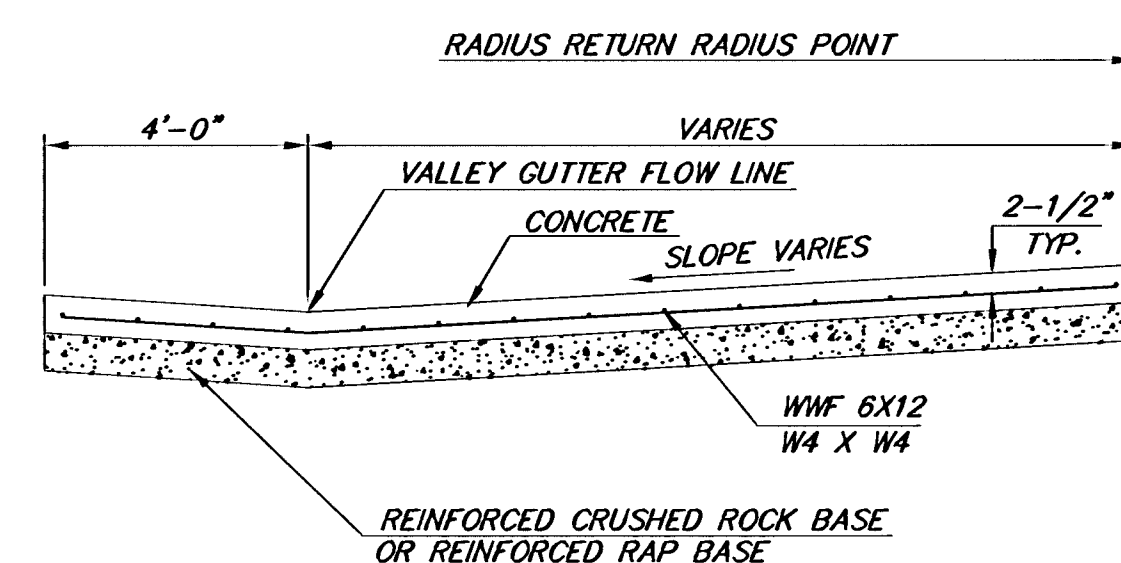 RADIUS RETURN RADIUS POINT
4'-0"
VARIES
VALLEY GUTTER FLOW LINE
2-1/2"
TYP.
CONCRETE
SLOPE VARIES
WWF 6X12
W4 X W4
REINFORCED CRUSHED ROCK BASE
OR REINFORCED RAP BASE